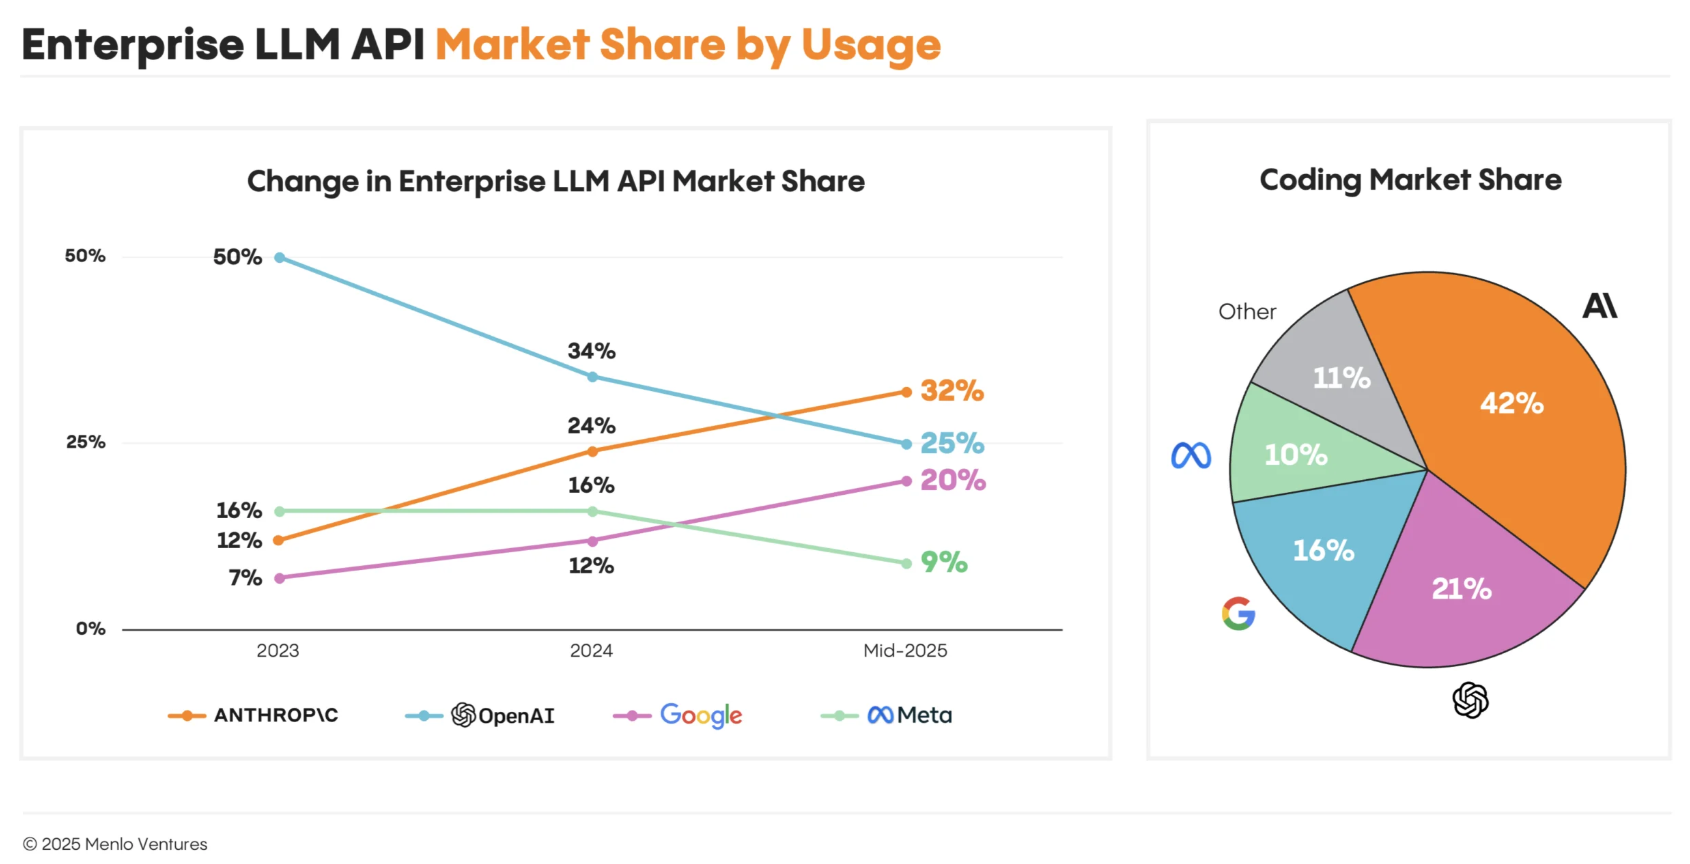 Enterprise LLM API Market Share by Usage
Change in Enterprise LLM API Market Share
50%
25%
0%
50%
16%
12%
7%
34%
24%
16%
12%
32%
25%
20%
9%
2023 2024 Mid-2025
ANTHROP\C OpenAI Google Meta
Coding Market Share
Other
A\
11%
42%
10%
16%
21%
G
© 2025 Menlo Ventures